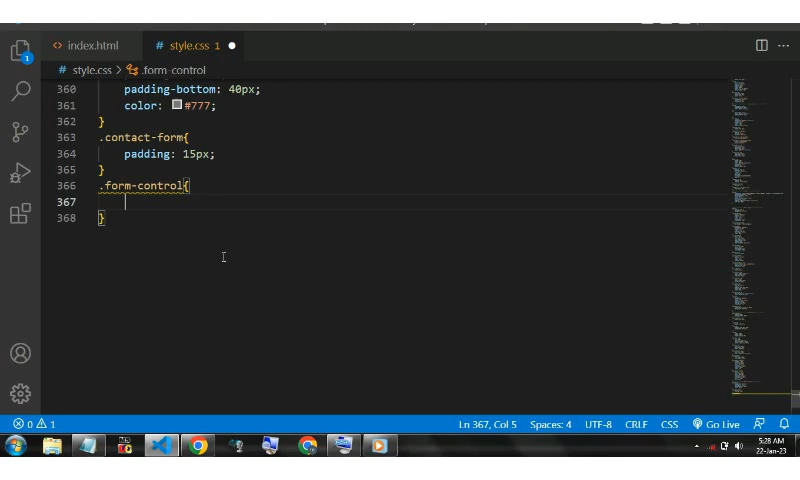 1
<> index.html
# style.css 1
# style.css > .form-control
360 padding-bottom: 40px;
361 color: #777;
362 }
363 .contact-form{
364 padding: 15px;
365 }
366 .form-control{
367
368 }
0 1 Ln 367, Col 5 Spaces: 4 UTF-8 CRLF CSS Go Live
5:28 AM
22-Jan-23